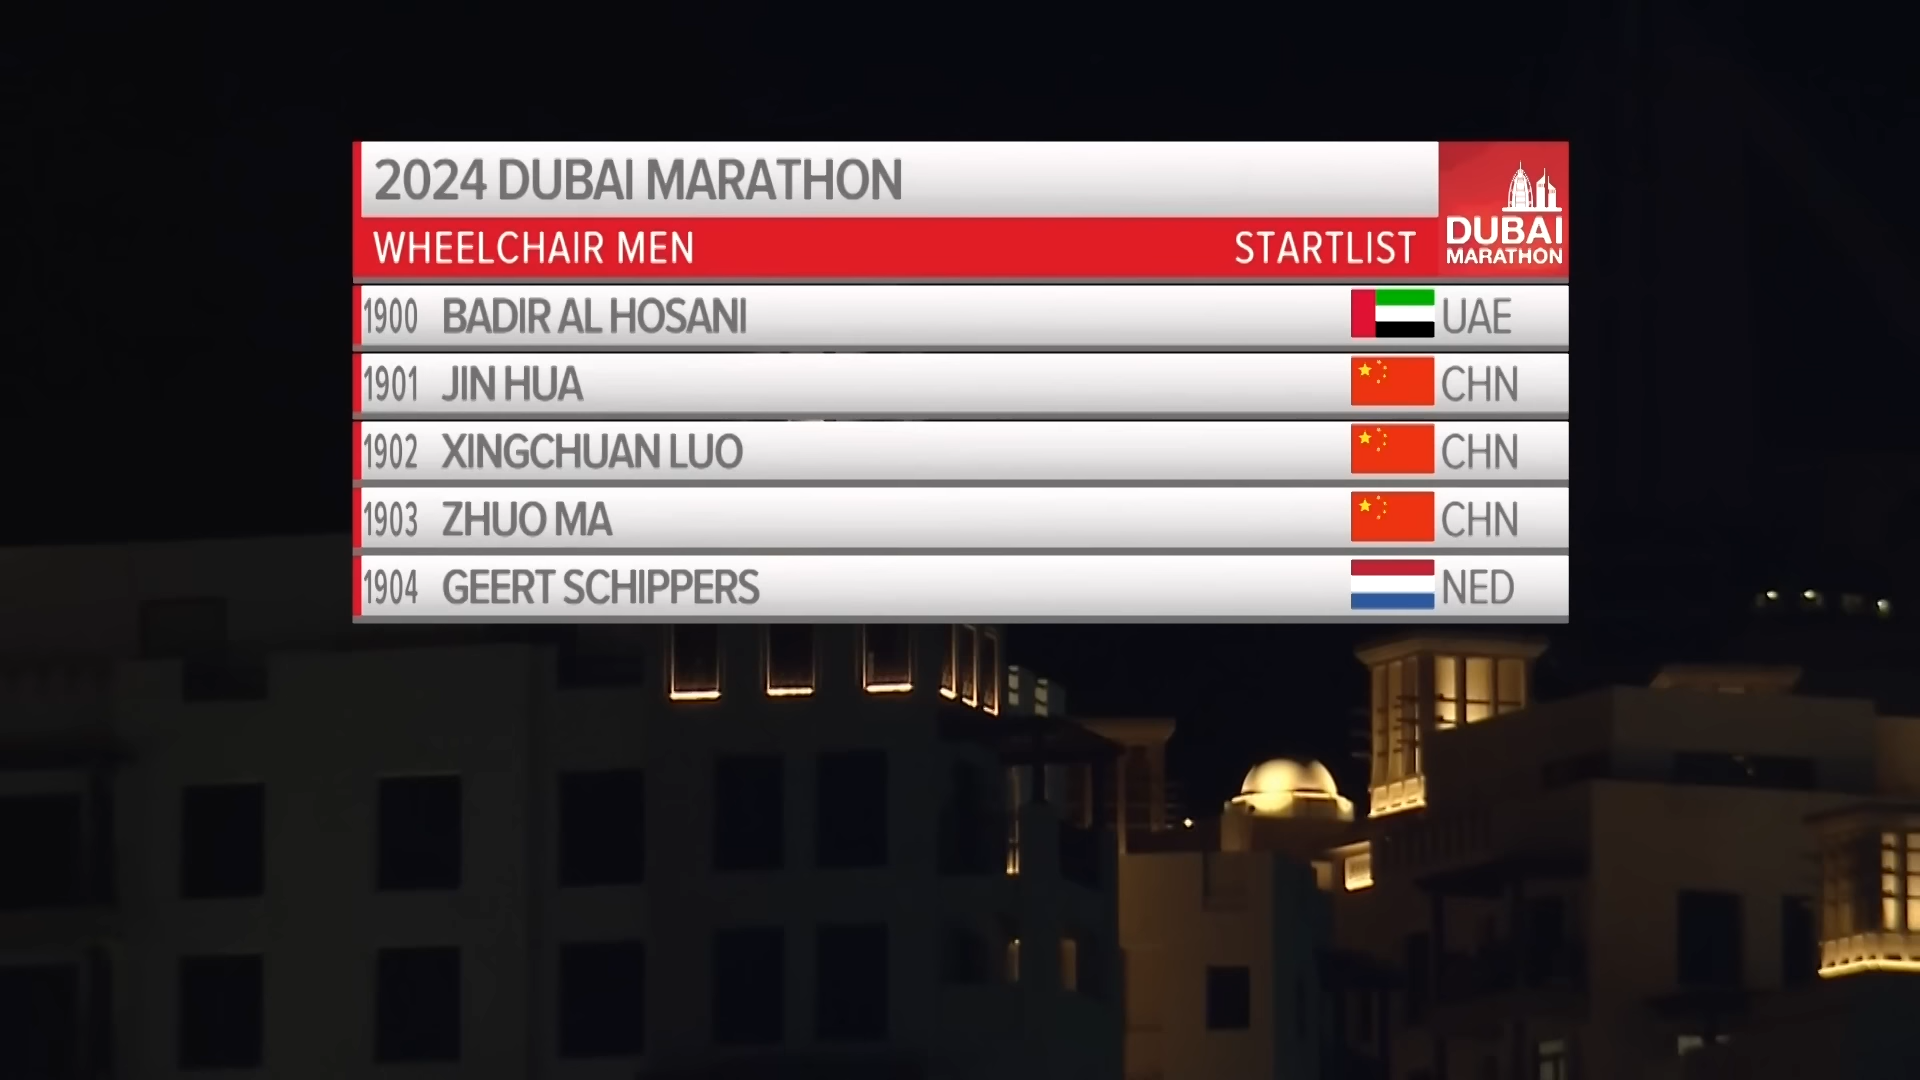 2024 DUBAI MARATHON
WHEELCHAIR MEN STARTLIST
DUBAI
MARATHON
1900 BADIR AL HOSANI UAE
1901 JIN HUA CHN
1902 XINGCHUAN LUO CHN
1903 ZHUO MA CHN
1904 GEERT SCHIPPERS NED